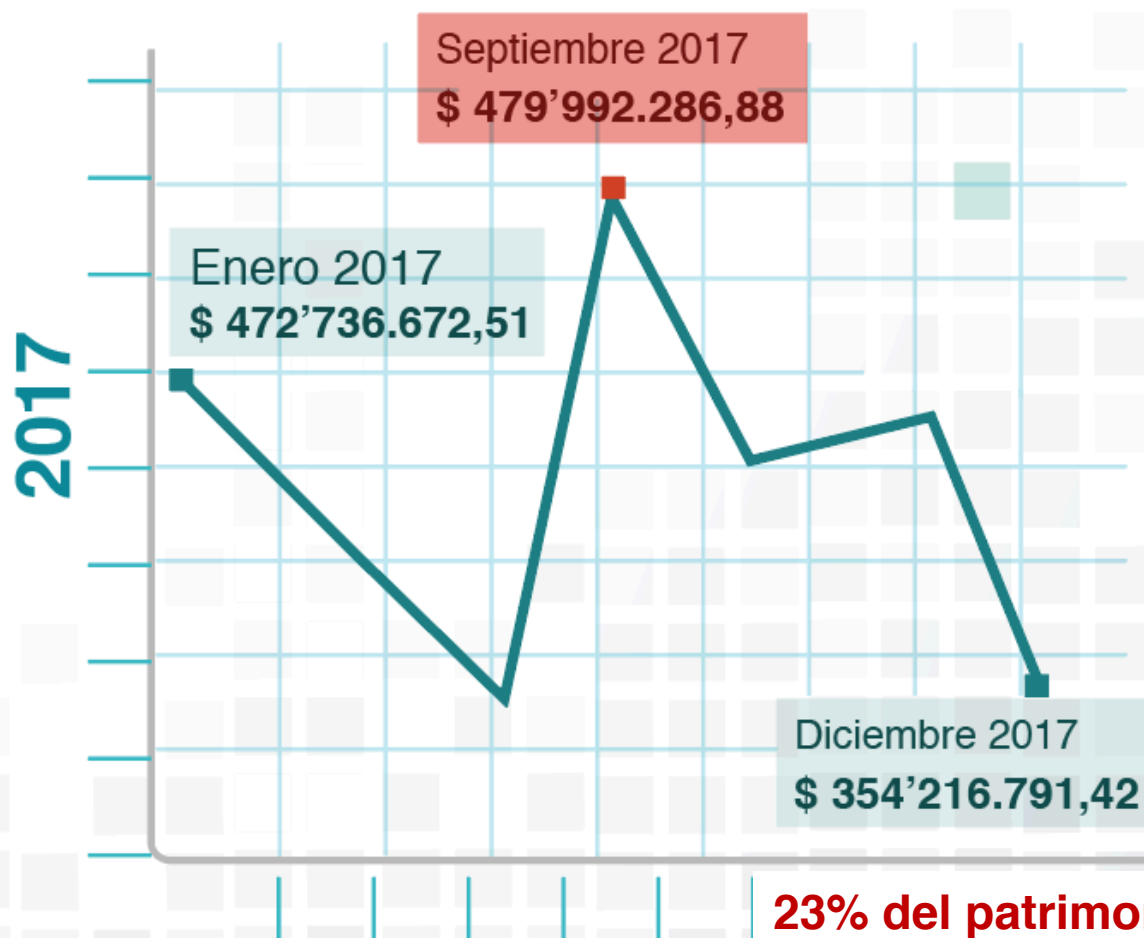 Septiembre 2017
$ 479’992.286,88
Enero 2017
$ 472’736.672,51
2017
Diciembre 2017
$ 354’216.791,42
23% del patrimo